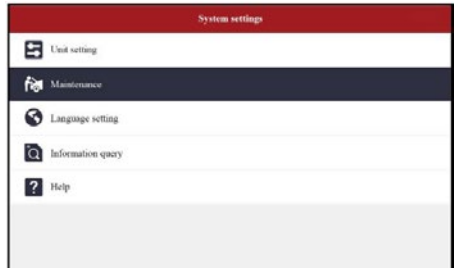 System settings
Unit setting
Maintenance
Language setting
Information query
Help